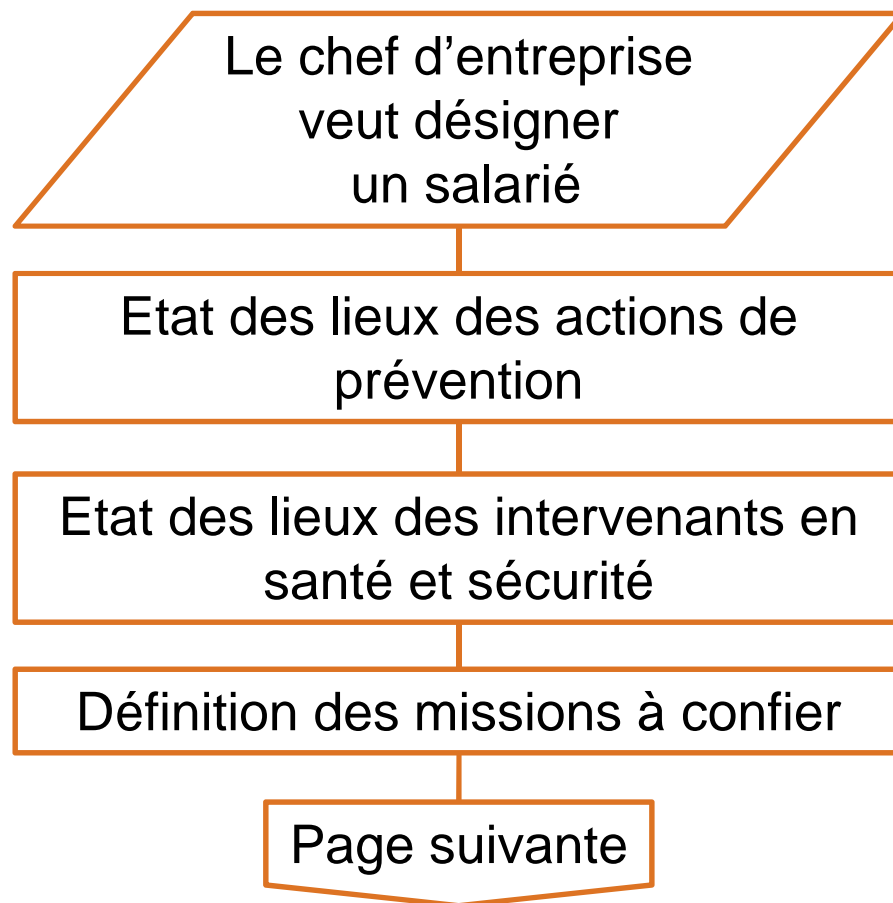 Le chef d’entreprise
veut désigner
un salarié
Etat des lieux des actions de
prévention
Etat des lieux des intervenants en
santé et sécurité
Définition des missions à confier
Page suivante